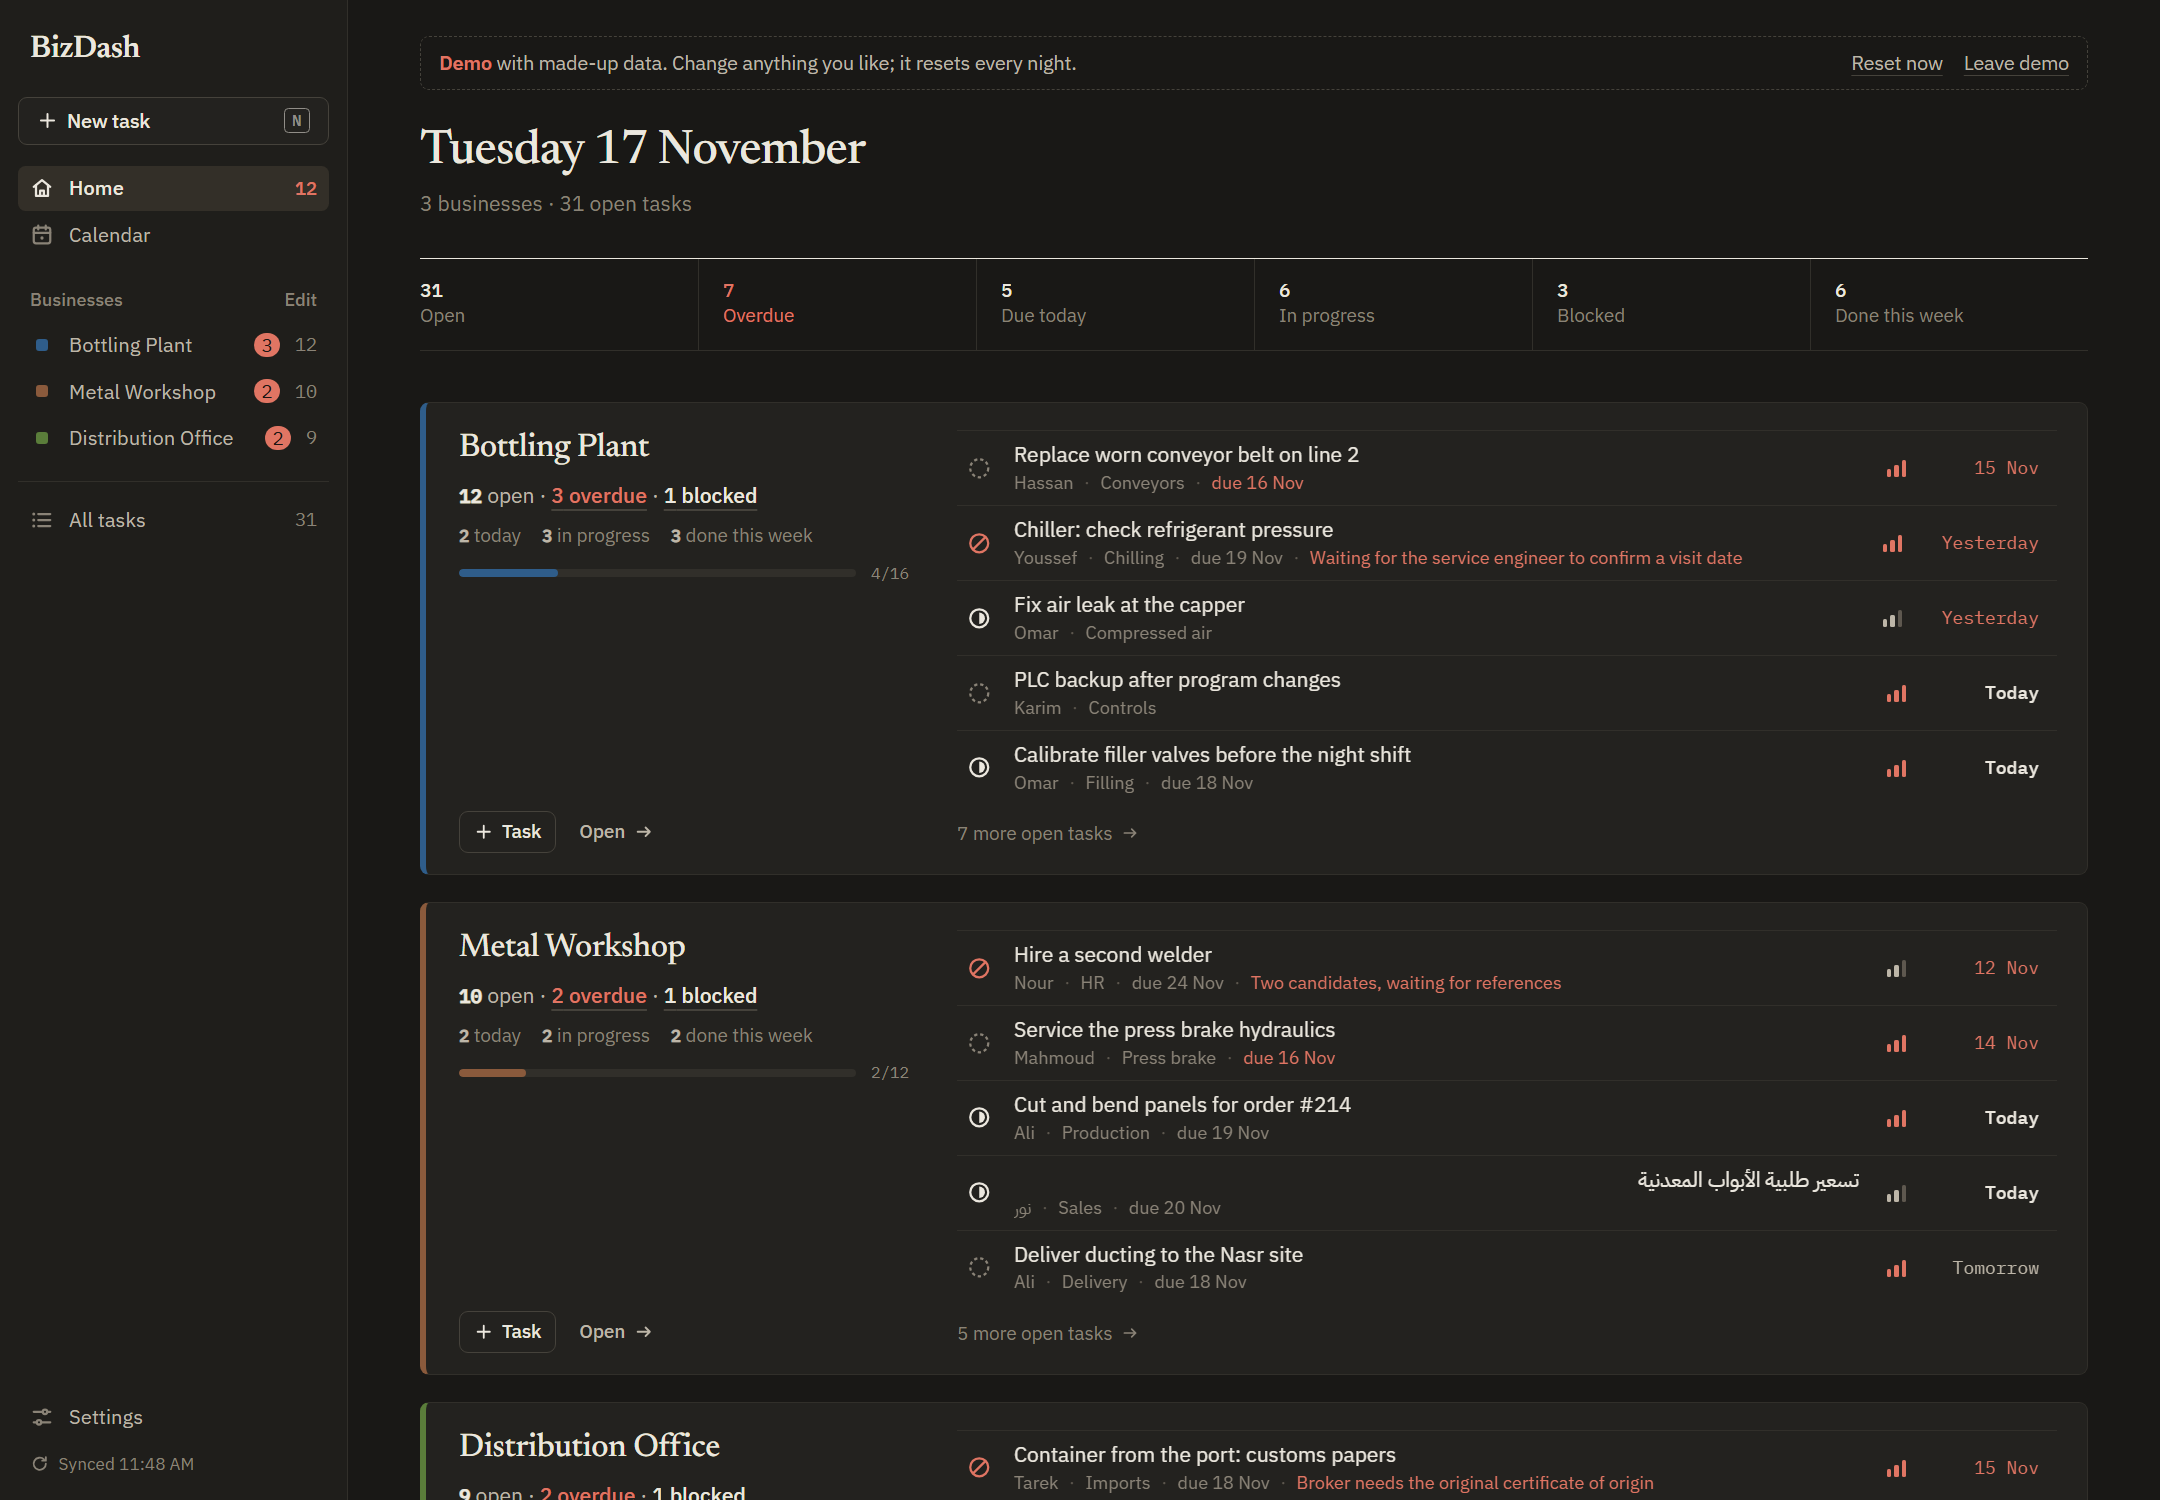 BizDash
New task N
Home 12
Calendar
Businesses Edit
Bottling Plant 3 12
Metal Workshop 2 10
Distribution Office 2 9
All tasks 31
Settings
Synced 11:48 AM
Demo with made-up data. Change anything you like; it resets every night. Reset now Leave demo
Tuesday 17 November
3 businesses · 31 open tasks
31 Open
7 Overdue
5 Due today
6 In progress
3 Blocked
6 Done this week
Bottling Plant
12 open · 3 overdue · 1 blocked
2 today 3 in progress 3 done this week
4/16
+ Task Open →
Replace worn conveyor belt on line 2
Hassan · Conveyors · due 16 Nov
15 Nov
Chiller: check refrigerant pressure
Youssef · Chilling · due 19 Nov · Waiting for the service engineer to confirm a visit date
Yesterday
Fix air leak at the capper
Omar · Compressed air
Yesterday
PLC backup after program changes
Karim · Controls
Today
Calibrate filler valves before the night shift
Omar · Filling · due 18 Nov
Today
7 more open tasks →
Metal Workshop
10 open · 2 overdue · 1 blocked
2 today 2 in progress 2 done this week
2/12
+ Task Open →
Hire a second welder
Nour · HR · due 24 Nov · Two candidates, waiting for references
12 Nov
Service the press brake hydraulics
Mahmoud · Press brake · due 16 Nov
14 Nov
Cut and bend panels for order #214
Ali · Production · due 19 Nov
Today
تسعير طلبية الأبواب المعدنية
نور · Sales · due 20 Nov
Today
Deliver ducting to the Nasr site
Ali · Delivery · due 18 Nov
Tomorrow
5 more open tasks →
Distribution Office
9 open · 2 overdue · 1 blocked
Container from the port: customs papers
Tarek · Imports · due 18 Nov · Broker needs the original certificate of origin
15 Nov